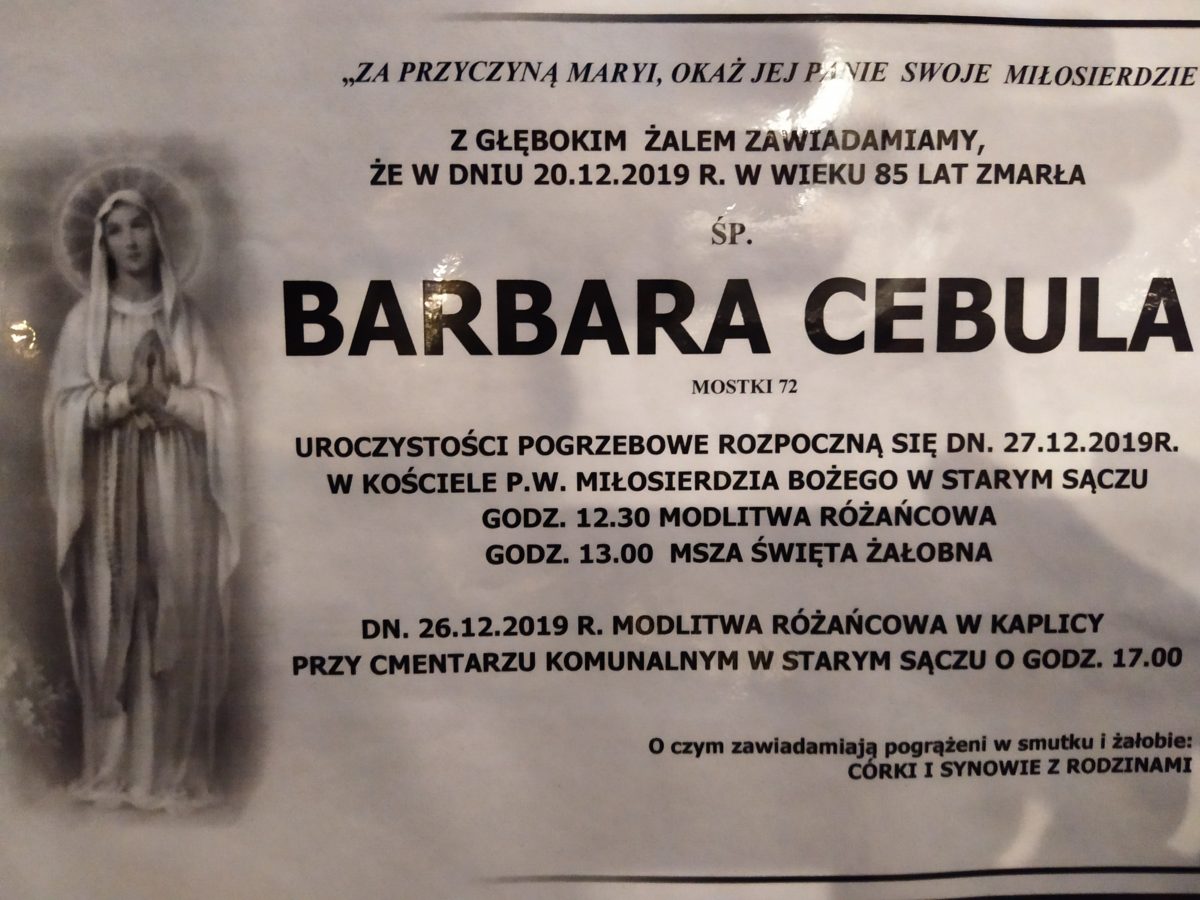 „ZA PRZYCZYNĄ MARYI, OKAŻ JEJ PANIE SWOJE MIŁOSIERDZIE
Z GŁĘBOKIM ŻALEM ZAWIADAMIAMY,
ŻE W DNIU 20.12.2019 R. W WIEKU 85 LAT ZMARŁA
ŚP.
BARBARA CEBULA
MOSTKI 72
UROCZYSTOŚCI POGRZEBOWE ROZPOCZNĄ SIĘ DN. 27.12.2019R.
W KOŚCIELE P.W. MIŁOSIERDZIA BOŻEGO W STARYM SĄCZU
GODZ. 12.30 MODLITWA RÓŻAŃCOWA
GODZ. 13.00 MSZA ŚWIĘTA ŻAŁOBNA
DN. 26.12.2019 R. MODLITWA RÓŻAŃCOWA W KAPLICY
PRZY CMENTARZU KOMUNALNYM W STARYM SĄCZU O GODZ. 17.00
O czym zawiadamiają pogrążeni w smutku i żałobie:
CÓRKI I SYNOWIE Z RODZINAMI